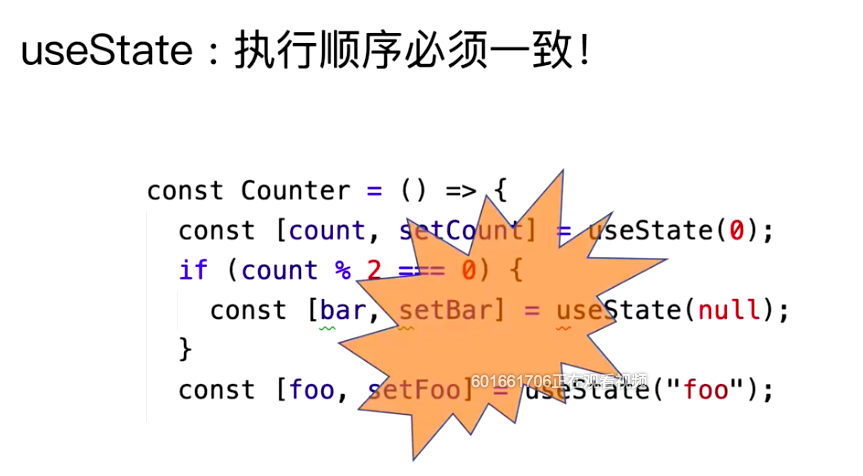 useState：执行顺序必须一致！
const Counter = () => {
const [count, setCount] = useState(0);
if (count % 2 === 0) {
const [bar, setBar] = useState(null);
}
601661706正在观看视频
const [foo, setFoo] = useState("foo");